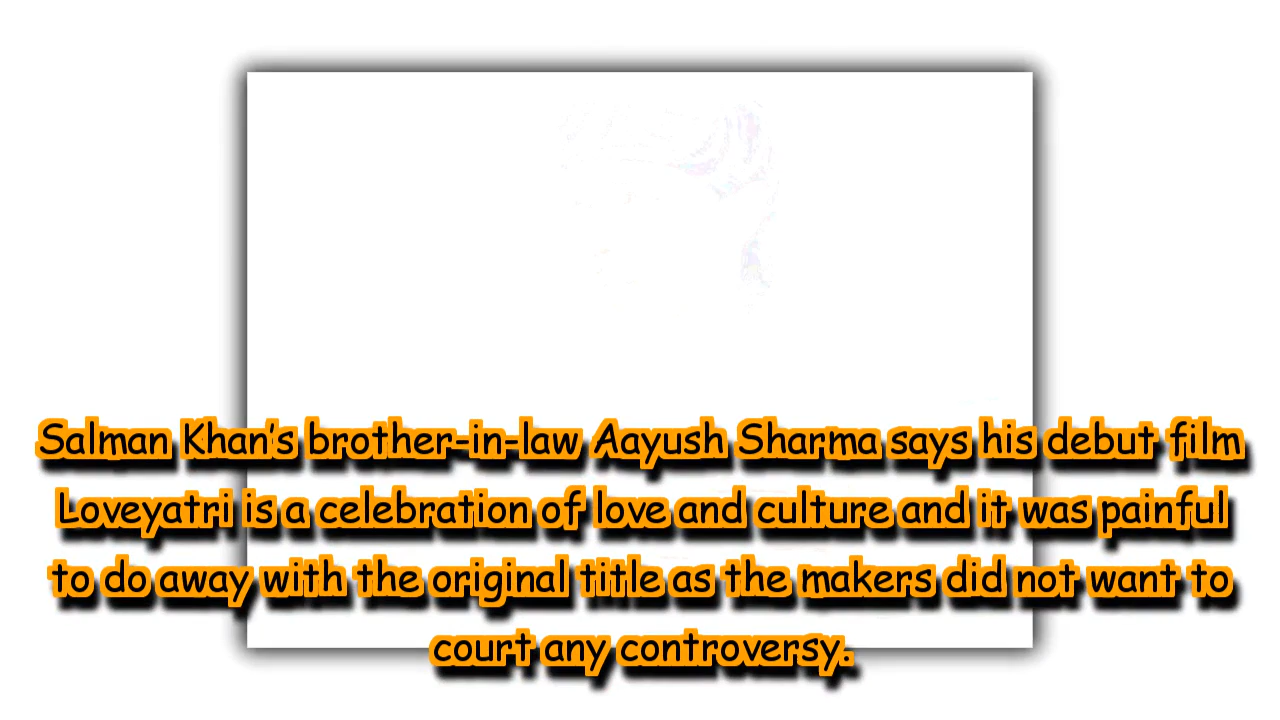 Salman Khan's brother-in-law Aayush Sharma says his debut film
Loveyatri is a celebration of love and culture and it was painful
to do away with the original title as the makers did not want to
court any controversy.